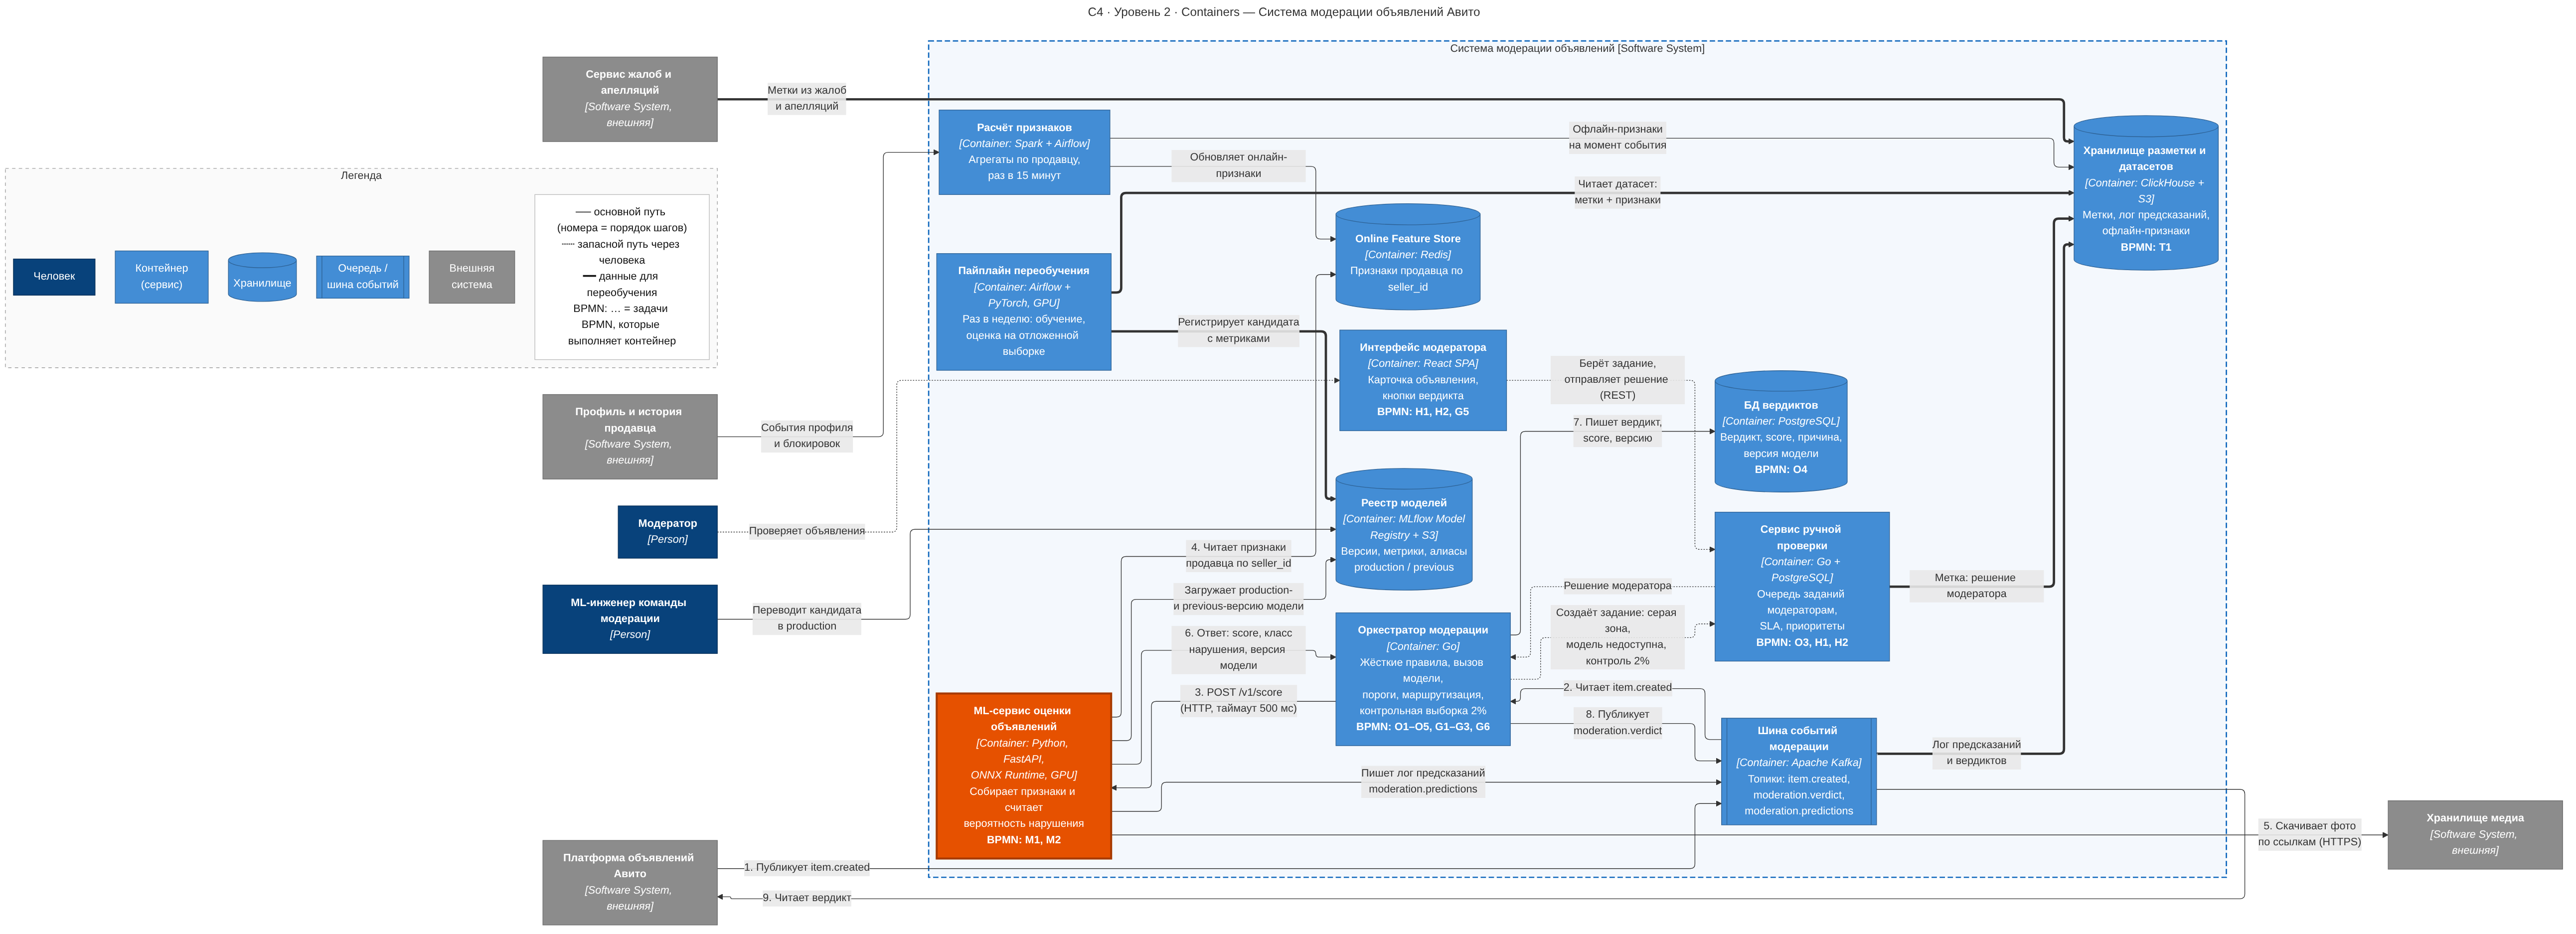 C4 · Уровень 2 · Containers — Система модерации объявлений Авито
Система модерации объявлений [Software System]
Сервис жалоб и
апелляций
[Software System,
внешняя]
Метки из жалоб
и апелляций
Легенда
Человек
Контейнер
(сервис)
Хранилище
Очередь /
шина событий
Внешняя
система
── основной путь
(номера = порядок шагов)
┄┄ запасной путь через
человека
━━ данные для
переобучения
BPMN: … = задачи
BPMN, которые
выполняет контейнер
Профиль и история
продавца
[Software System,
внешняя]
События профиля
и блокировок
Модератор
[Person]
Проверяет объявления
ML-инженер команды
модерации
[Person]
Переводит кандидата
в production
Платформа объявлений
Авито
[Software System,
внешняя]
1. Публикует item.created
9. Читает вердикт
Расчёт признаков
[Container: Spark + Airflow]
Агрегаты по продавцу,
раз в 15 минут
Обновляет онлайн-
признаки
Офлайн-признаки
на момент события
Пайплайн переобучения
[Container: Airflow +
PyTorch, GPU]
Раз в неделю: обучение,
оценка на отложенной
выборке
Читает датасет:
метки + признаки
Регистрирует кандидата
с метриками
ML-сервис оценки
объявлений
[Container: Python,
FastAPI,
ONNX Runtime, GPU]
Собирает признаки и
считает
вероятность нарушения
BPMN: M1, M2
4. Читает признаки
продавца по seller_id
Загружает production-
и previous-версию модели
6. Ответ: score, класс
нарушения, версия
модели
3. POST /v1/score
(HTTP, таймаут 500 мс)
Пишет лог предсказаний
moderation.predictions
Online Feature Store
[Container: Redis]
Признаки продавца по
seller_id
Интерфейс модератора
[Container: React SPA]
Карточка объявления,
кнопки вердикта
BPMN: H1, H2, G5
Берёт задание,
отправляет решение
(REST)
Реестр моделей
[Container: MLflow Model
Registry + S3]
Версии, метрики, алиасы
production / previous
Оркестратор модерации
[Container: Go]
Жёсткие правила, вызов
модели,
пороги, маршрутизация,
контрольная выборка 2%
BPMN: O1–O5, G1–G3, G6
7. Пишет вердикт,
score, версию
Решение модератора
Создаёт задание: серая
зона,
модель недоступна,
контроль 2%
2. Читает item.created
8. Публикует
moderation.verdict
БД вердиктов
[Container: PostgreSQL]
Вердикт, score, причина,
версия модели
BPMN: O4
Сервис ручной
проверки
[Container: Go +
PostgreSQL]
Очередь заданий
модераторам,
SLA, приоритеты
BPMN: O3, H1, H2
Метка: решение
модератора
Шина событий
модерации
[Container: Apache Kafka]
Топики: item.created,
moderation.verdict,
moderation.predictions
Лог предсказаний
и вердиктов
Хранилище разметки и
датасетов
[Container: ClickHouse +
S3]
Метки, лог предсказаний,
офлайн-признаки
BPMN: T1
5. Скачивает фото
по ссылкам (HTTPS)
Хранилище медиа
[Software System,
внешняя]